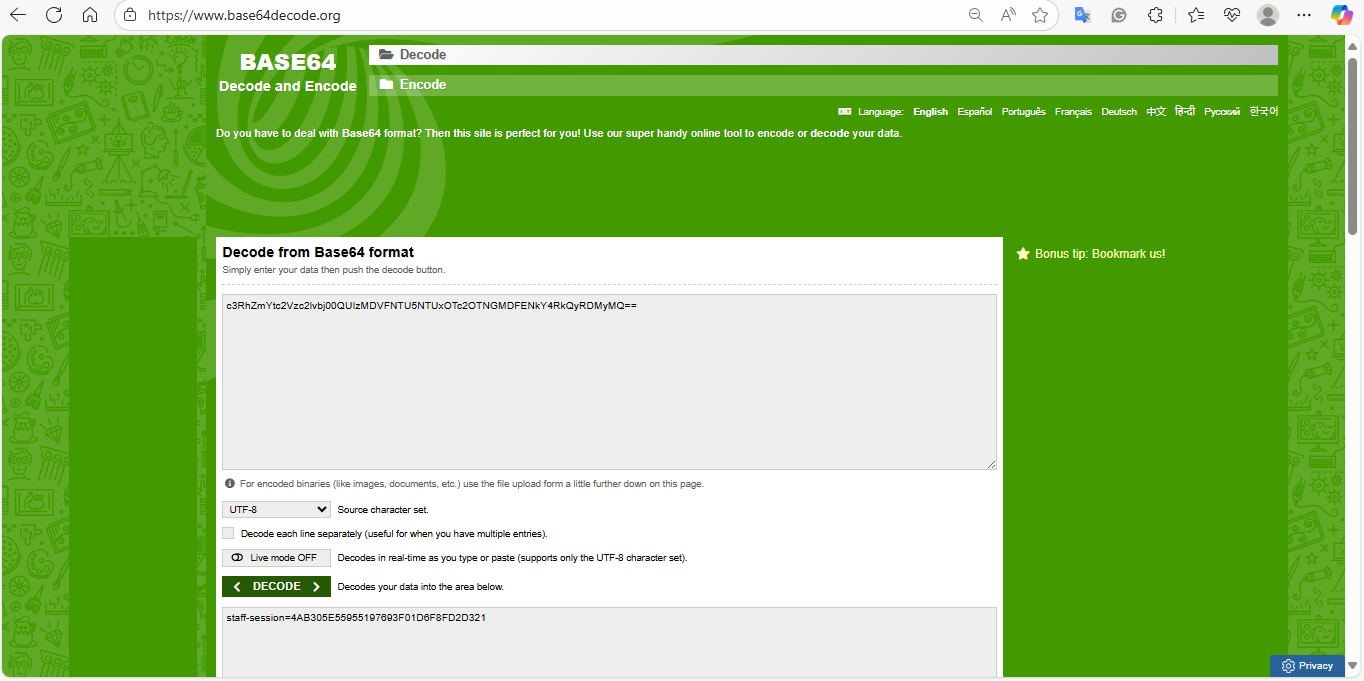 https://www.base64decode.org
BASE64
Decode and Encode
Decode
Encode
Language: English Español Português Français Deutsch 中文 हिन्दी Русский 한국어
Do you have to deal with Base64 format? Then this site is perfect for you! Use our super handy online tool to encode or decode your data.
Decode from Base64 format
Simply enter your data then push the decode button.
Bonus tip: Bookmark us!
c3RhZmYtc2Vzc2lvbj00QUIzMDVFNTU5NTUxOTc2OTNGMDFENkY4RkQyRDMyMQ==
For encoded binaries (like images, documents, etc.) use the file upload form a little further down on this page.
UTF-8 Source character set.
Decode each line separately (useful for when you have multiple entries).
Live mode OFF Decodes in real-time as you type or paste (supports only the UTF-8 character set).
DECODE Decodes your data into the area below.
staff-session=4AB305E55955197693F01D6F8FD2D321
Privacy